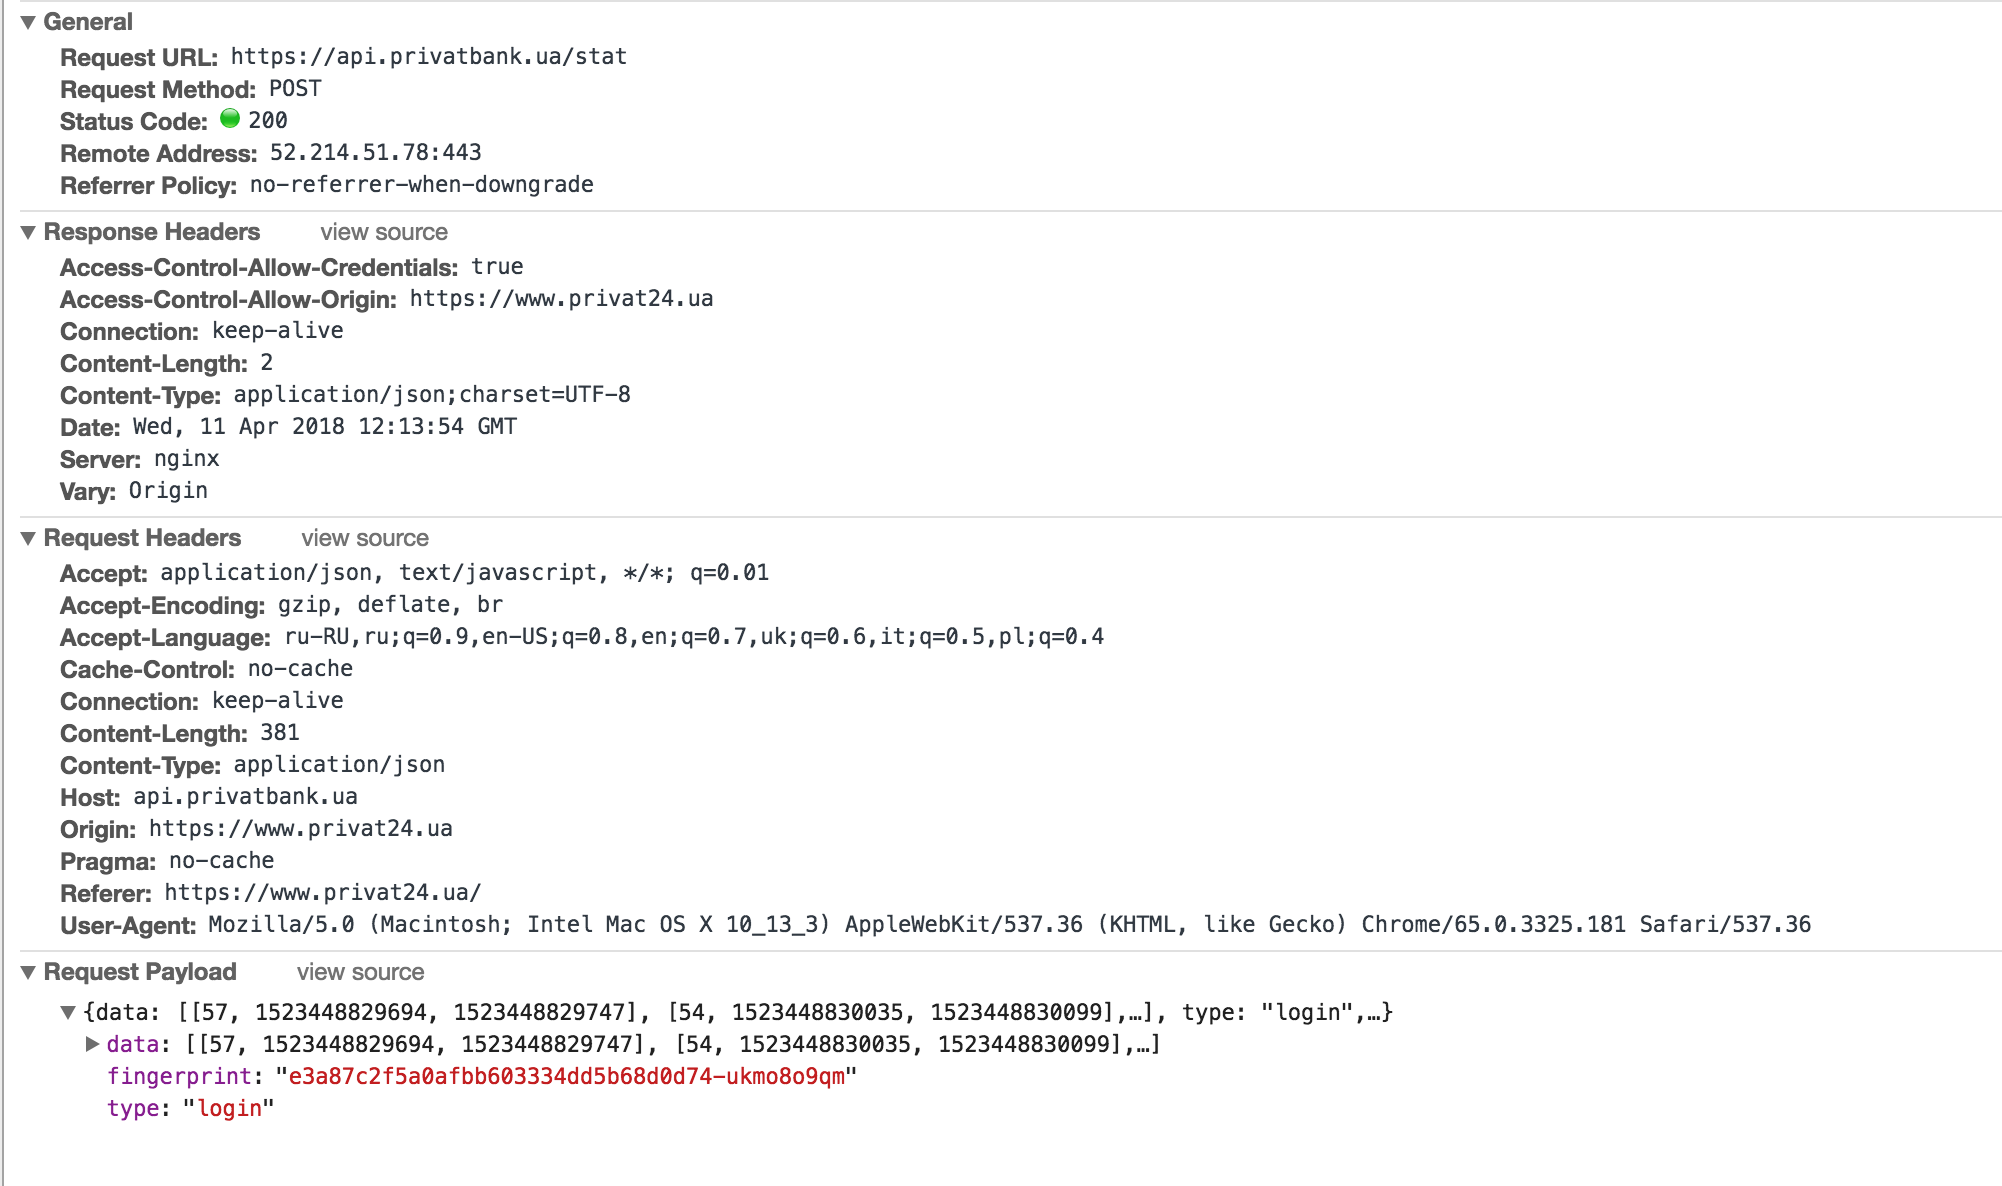 ▼ General
Request URL: https://api.privatbank.ua/stat
Request Method: POST
Status Code: 200
Remote Address: 52.214.51.78:443
Referrer Policy: no-referrer-when-downgrade
▼ Response Headers view source
Access-Control-Allow-Credentials: true
Access-Control-Allow-Origin: https://www.privat24.ua
Connection: keep-alive
Content-Length: 2
Content-Type: application/json;charset=UTF-8
Date: Wed, 11 Apr 2018 12:13:54 GMT
Server: nginx
Vary: Origin
▼ Request Headers view source
Accept: application/json, text/javascript, */*; q=0.01
Accept-Encoding: gzip, deflate, br
Accept-Language: ru-RU,ru;q=0.9,en-US;q=0.8,en;q=0.7,uk;q=0.6,it;q=0.5,pl;q=0.4
Cache-Control: no-cache
Connection: keep-alive
Content-Length: 381
Content-Type: application/json
Host: api.privatbank.ua
Origin: https://www.privat24.ua
Pragma: no-cache
Referer: https://www.privat24.ua/
User-Agent: Mozilla/5.0 (Macintosh; Intel Mac OS X 10_13_3) AppleWebKit/537.36 (KHTML, like Gecko) Chrome/65.0.3325.181 Safari/537.36
▼ Request Payload view source
▼ {data: [[57, 1523448829694, 1523448829747], [54, 1523448830035, 1523448830099],…], type: "login",…}
▶ data: [[57, 1523448829694, 1523448829747], [54, 1523448830035, 1523448830099],…]
fingerprint: "e3a87c2f5a0afbb603334dd5b68d0d74-ukmo8o9qm"
type: "login"